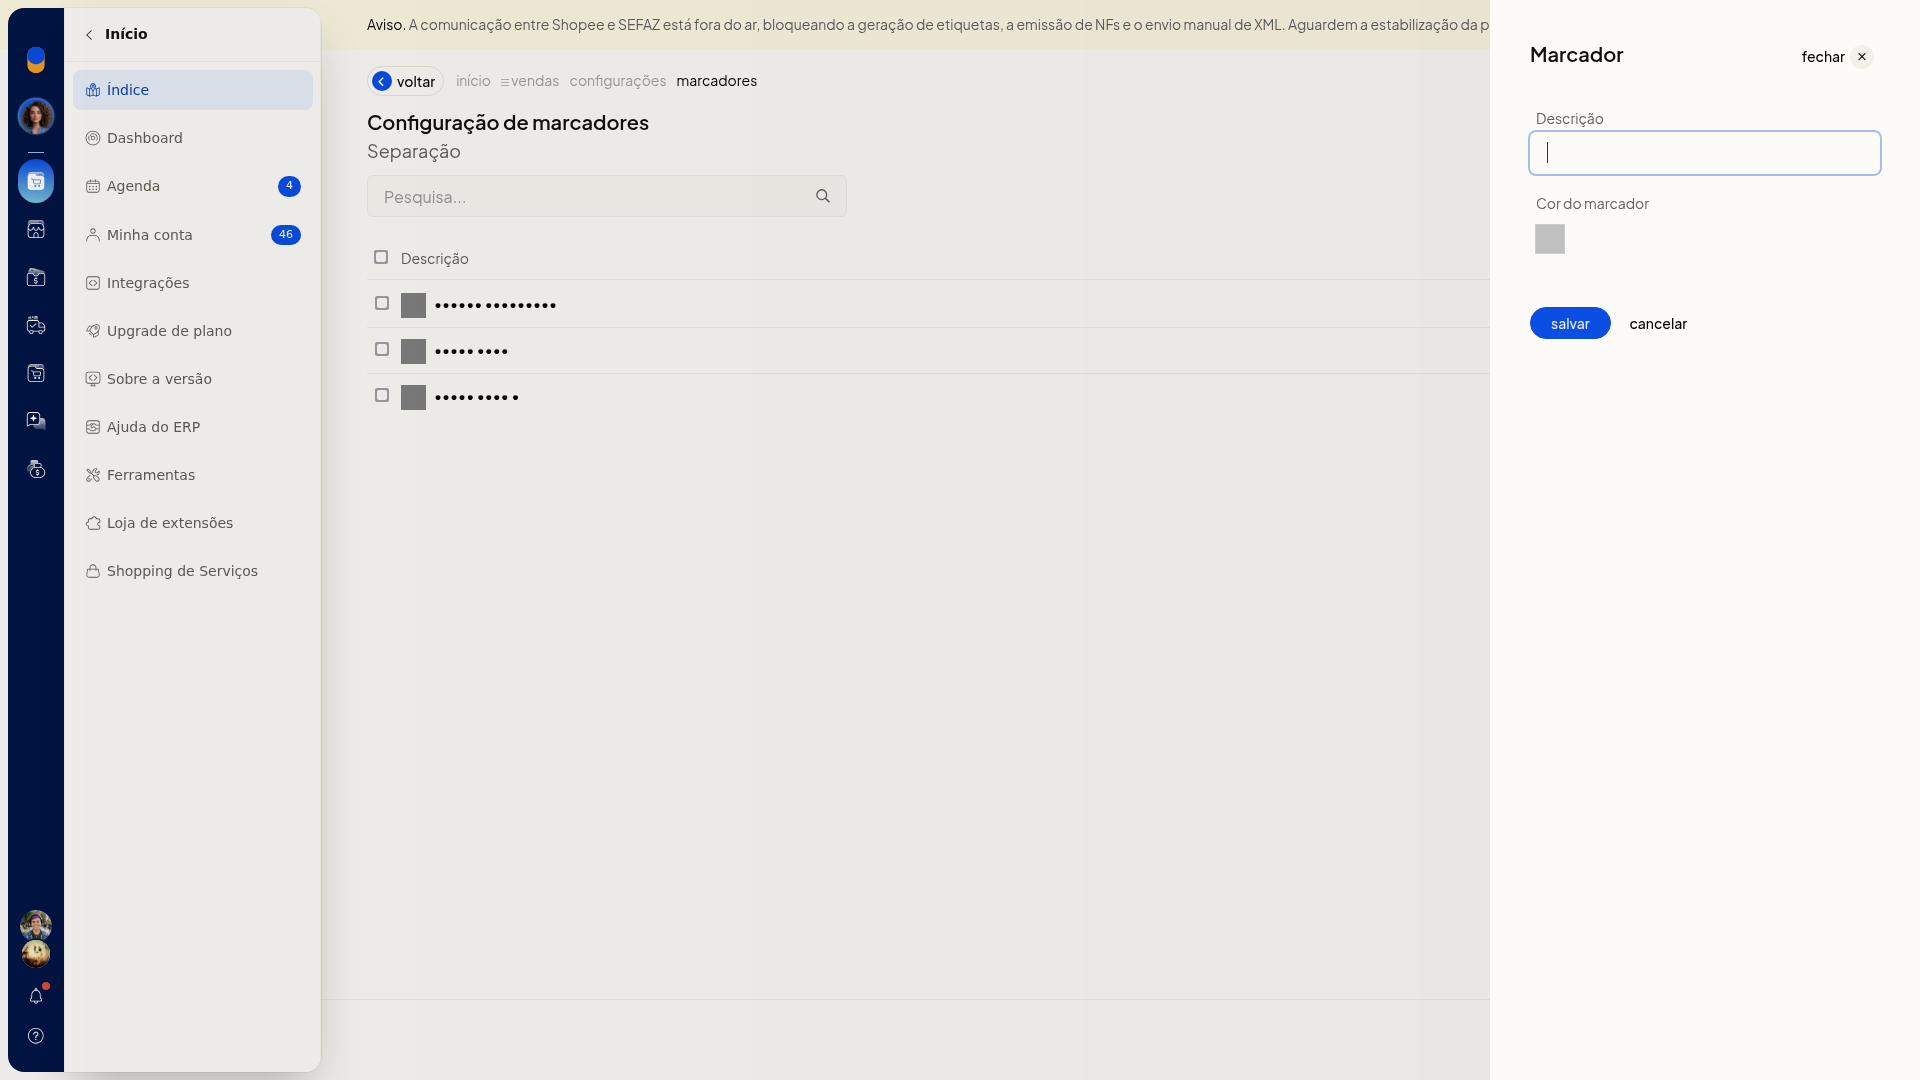 Início
Índice
Dashboard
Agenda
4
Minha conta
46
Integrações
Upgrade de plano
Sobre a versão
Ajuda do ERP
Ferramentas
Loja de extensões
Shopping de Serviços
Aviso. A comunicação entre Shopee e SEFAZ está fora do ar, bloqueando a geração de etiquetas, a emissão de NFs e o envio manual de XML. Aguardem a estabilização da
voltar início vendas configurações marcadores
Configuração de marcadores
Separação
Pesquisa...
Descrição
•••••• •••••••••
••••• ••••
••••• •••• •
Marcador
fechar
Descrição
Cor do marcador
salvar cancelar